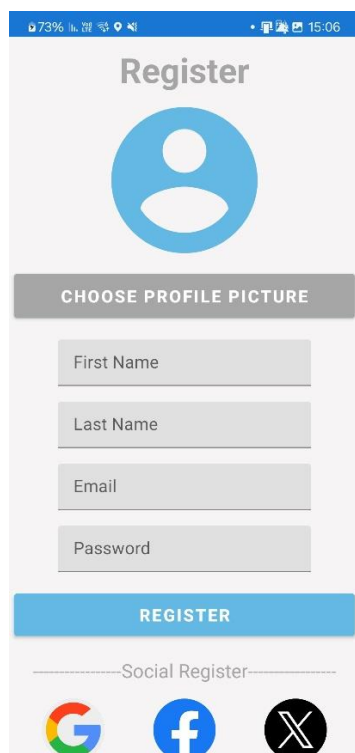 73% 15:06
Register
CHOOSE PROFILE PICTURE
First Name
Last Name
Email
Password
REGISTER
Social Register